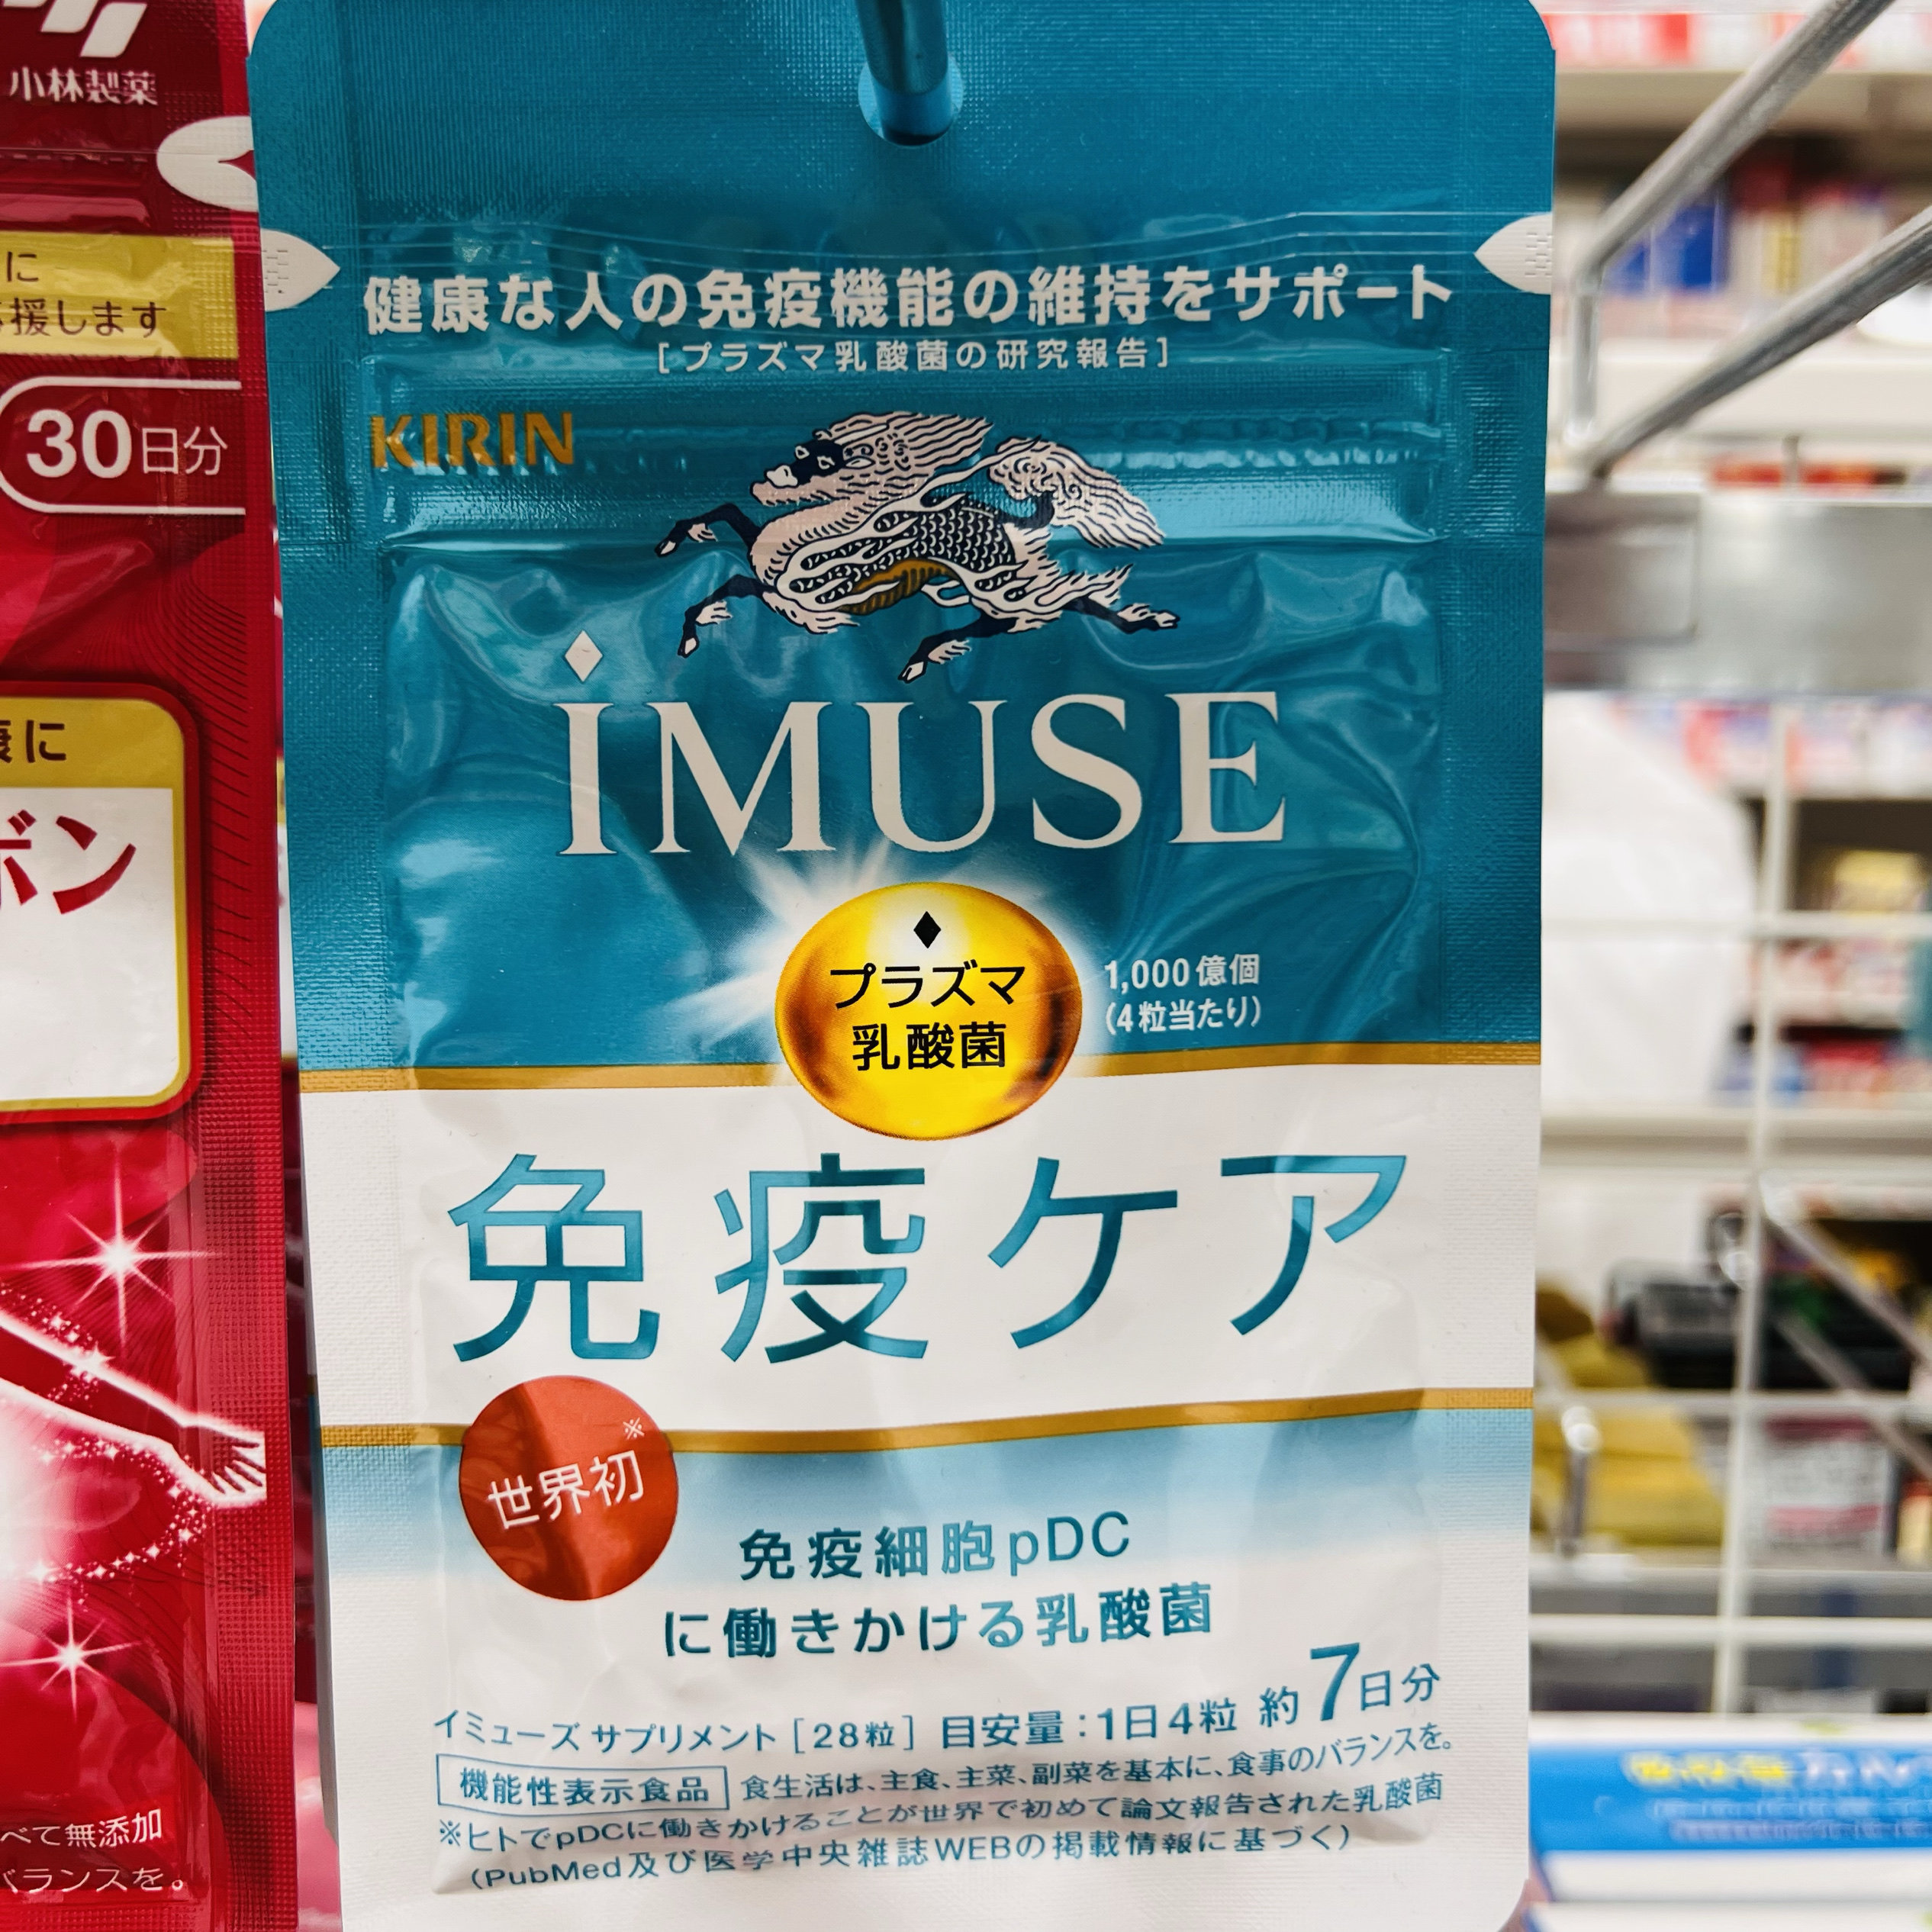 小林製薬
に
援します
30日分
康に
ボン
べて無添加
バランスを。
健康な人の免疫機能の維持をサポート
[プラズマ乳酸菌の研究報告]
KIRIN
iMUSE
プラズマ
乳酸菌
1,000億個
(4粒当たり)
免疫ケア
世界初※
免疫細胞pDC
に働きかける乳酸菌
イミューズ サプリメント [28粒] 目安量:1日4粒 約7日分
機能性表示食品 食生活は、主食、主菜、副菜を基本に、食事のバランスを。
※ヒトでpDCに働きかけることが世界で初めて論文報告された乳酸菌
(PubMed及び医学中央雑誌WEBの掲載情報に基づく)